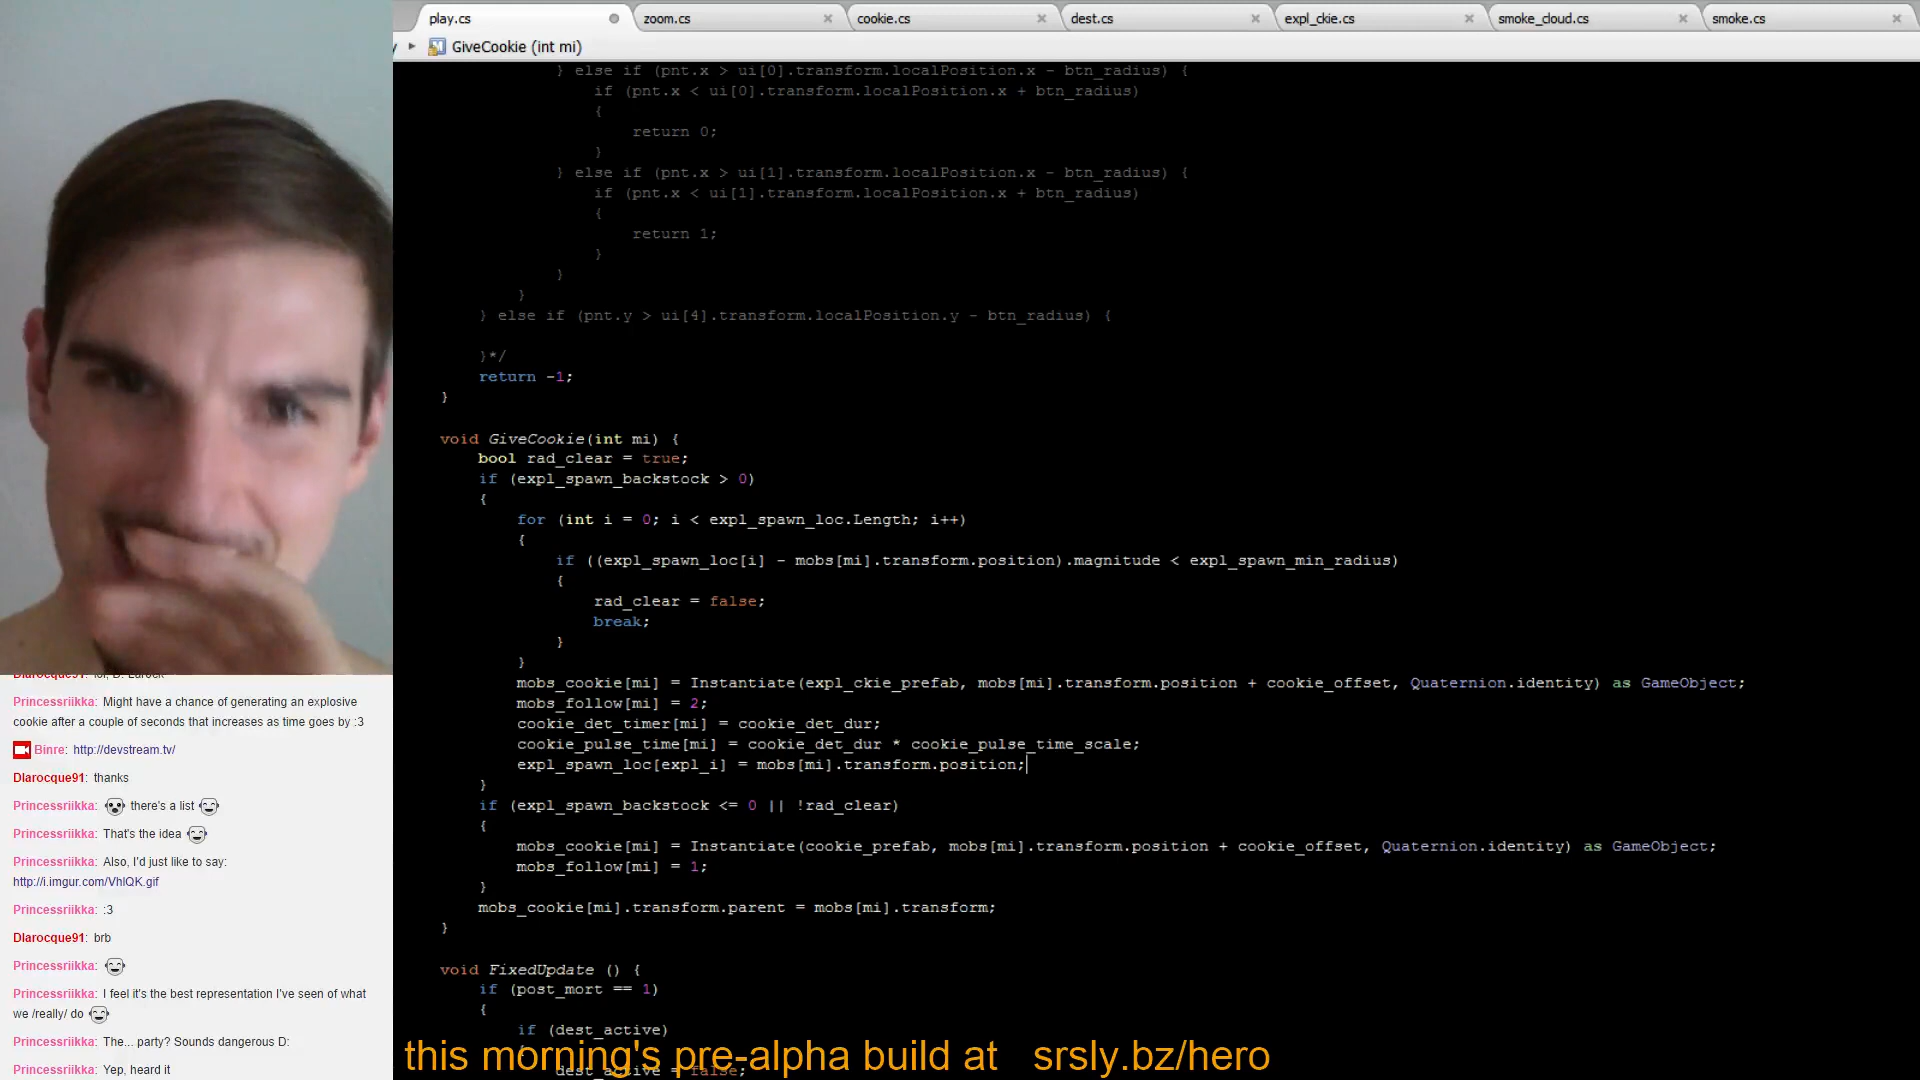 play.cs
zoom.cs
cookie.cs
dest.cs
expl_ckie.cs
smoke_cloud.cs
smoke.cs
GiveCookie (int mi)
} else if (pnt.x > ui[0].transform.localPosition.x - btn_radius) {
if (pnt.x < ui[0].transform.localPosition.x + btn_radius)
{
return 0;
}
} else if (pnt.x > ui[1].transform.localPosition.x - btn_radius) {
if (pnt.x < ui[1].transform.localPosition.x + btn_radius)
{
return 1;
}
}
}
} else if (pnt.y > ui[4].transform.localPosition.y - btn_radius) {
}*/
return -1;
}
void GiveCookie(int mi) {
bool rad_clear = true;
if (expl_spawn_backstock > 0)
{
for (int i = 0; i < expl_spawn_loc.Length; i++)
{
if ((expl_spawn_loc[i] - mobs[mi].transform.position).magnitude < expl_spawn_min_radius)
{
rad_clear = false;
break;
}
}
mobs_cookie[mi] = Instantiate(expl_ckie_prefab, mobs[mi].transform.position + cookie_offset, Quaternion.identity) as GameObject;
mobs_follow[mi] = 2;
cookie_det_timer[mi] = cookie_det_dur;
cookie_pulse_time[mi] = cookie_det_dur * cookie_pulse_time_scale;
expl_spawn_loc[expl_i] = mobs[mi].transform.position;
}
if (expl_spawn_backstock <= 0 || !rad_clear)
{
mobs_cookie[mi] = Instantiate(cookie_prefab, mobs[mi].transform.position + cookie_offset, Quaternion.identity) as GameObject;
mobs_follow[mi] = 1;
}
mobs_cookie[mi].transform.parent = mobs[mi].transform;
}
void FixedUpdate () {
if (post_mort == 1)
{
if (dest_active)
{
dest_active = false;
this morning's pre-alpha build at srsly.bz/hero
Dlarocque91: lol, D. Larock
Princessriikka: Might have a chance of generating an explosive
cookie after a couple of seconds that increases as time goes by :3
Binre: http://devstream.tv/
Dlarocque91: thanks
Princessriikka: there's a list
Princessriikka: That's the idea
Princessriikka: Also, I'd just like to say:
http://i.imgur.com/VhlQK.gif
Princessriikka: :3
Dlarocque91: brb
Princessriikka:
Princessriikka: I feel it's the best representation I've seen of what
we /really/ do
Princessriikka: The... party? Sounds dangerous D:
Princessriikka: Yep, heard it